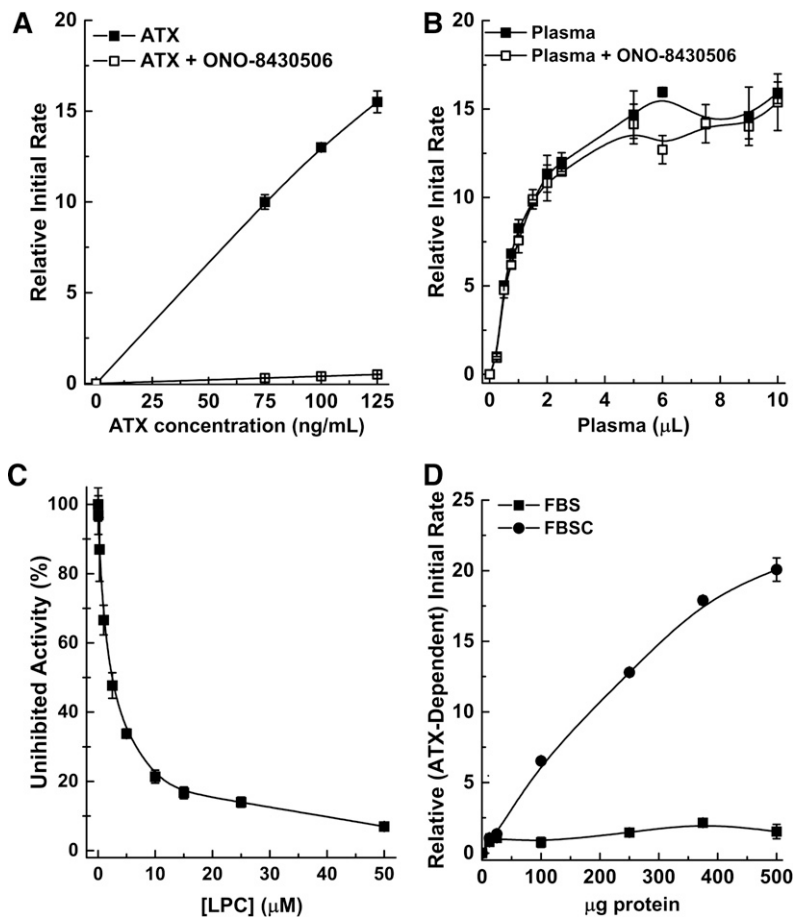 A
ATX
ATX + ONO-8430506
Relative Initial Rate
20
15
10
5
0
0 25 50 75 100 125
ATX concentration (ng/mL)
B
Plasma
Plasma + ONO-8430506
Relative Inital Rate
20
15
10
5
0
0 2 4 6 8 10
Plasma (μL)
C
Unihibited Activity (%)
100
80
60
40
20
0
0 10 20 30 40 50
[LPC] (μM)
D
FBS
FBSC
Relative (ATX-Dependent) Initial Rate
25
20
15
10
5
0
0 100 200 300 400 500
μg protein